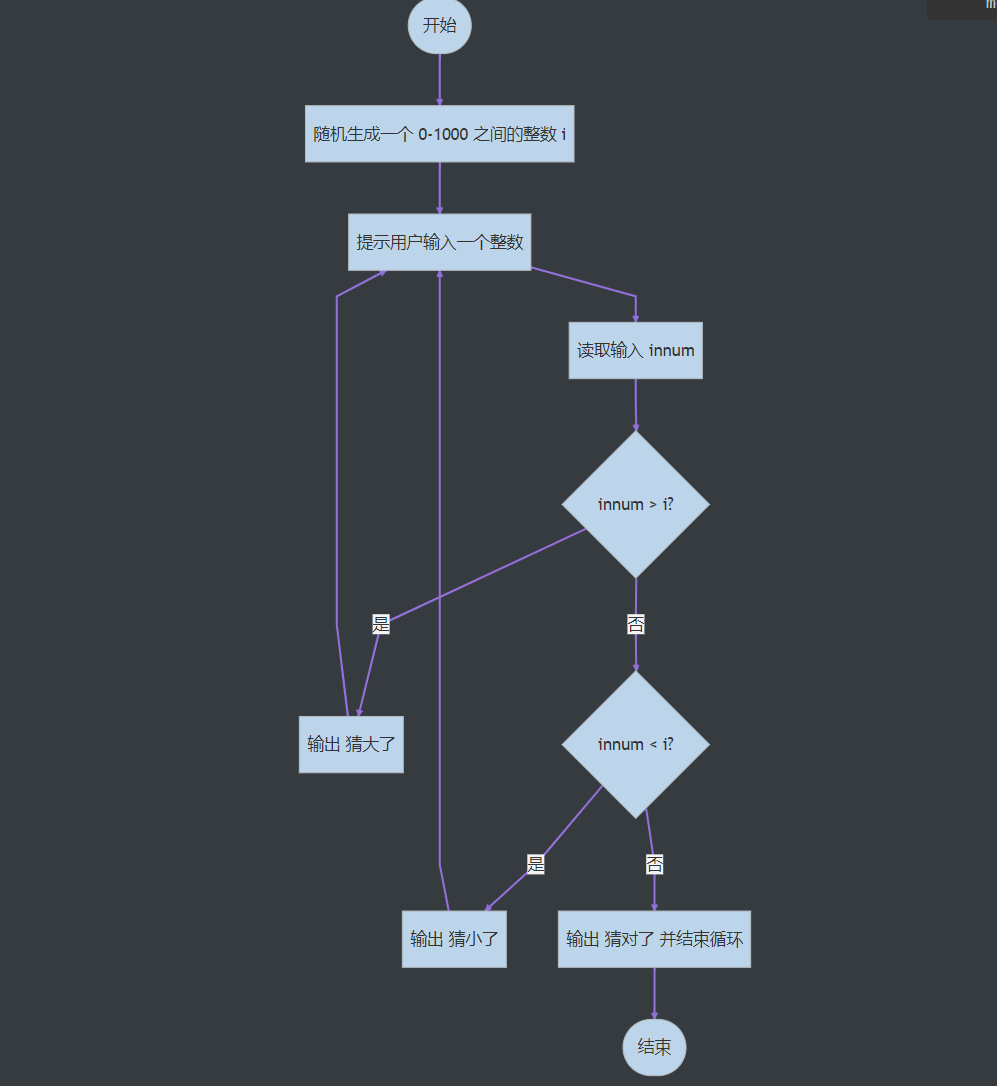 m
开始
随机生成一个 0-1000 之间的整数 i
提示用户输入一个整数
读取输入 innum
innum > i?
是
否
输出 猜大了
innum < i?
是
否
输出 猜小了
输出 猜对了 并结束循环
结束